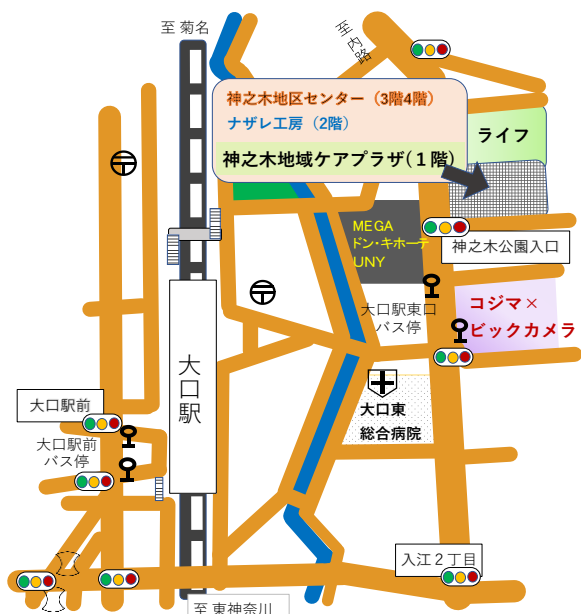 至 菊名
至内路
神之木地区センター（3階4階）
ナザレ工房（2階）
神之木地域ケアプラザ(１階)
ライフ
MEGA
ドン・キホーテ
UNY
神之木公園入口
大口駅東口
バス停
コジマ×
ビックカメラ
大口駅
大口駅前
大口駅前
バス停
大口東
総合病院
入江２丁目
至 東神奈川